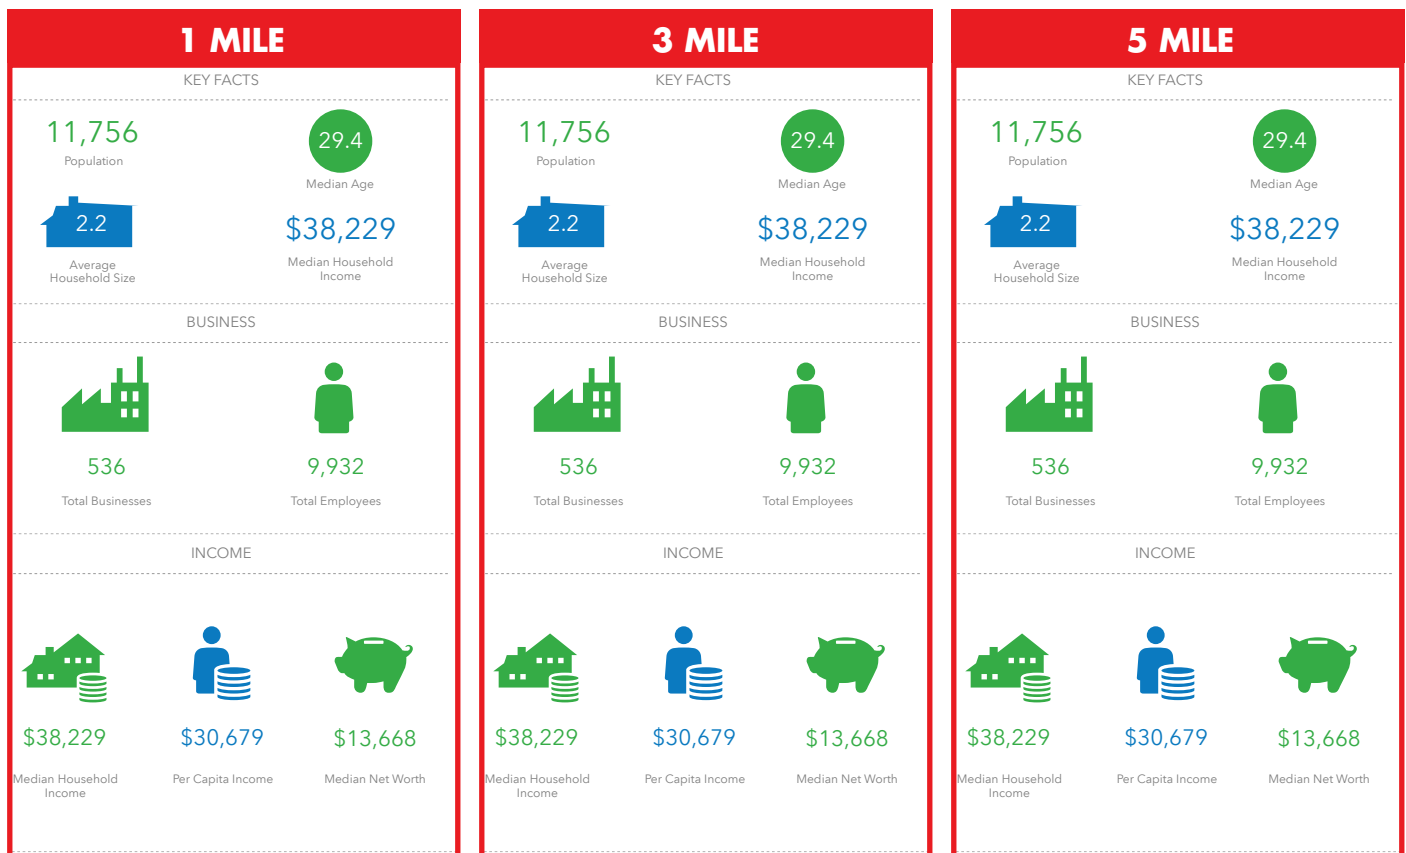 1 MILE
KEY FACTS
11,756
Population
29.4
Median Age
2.2
Average
Household Size
$38,229
Median Household
Income
BUSINESS
536
Total Businesses
9,932
Total Employees
INCOME
$38,229
Median Household
Income
$30,679
Per Capita Income
$13,668
Median Net Worth
3 MILE
KEY FACTS
11,756
Population
29.4
Median Age
2.2
Average
Household Size
$38,229
Median Household
Income
BUSINESS
536
Total Businesses
9,932
Total Employees
INCOME
$38,229
Median Household
Income
$30,679
Per Capita Income
$13,668
Median Net Worth
5 MILE
KEY FACTS
11,756
Population
29.4
Median Age
2.2
Average
Household Size
$38,229
Median Household
Income
BUSINESS
536
Total Businesses
9,932
Total Employees
INCOME
$38,229
Median Household
Income
$30,679
Per Capita Income
$13,668
Median Net Worth